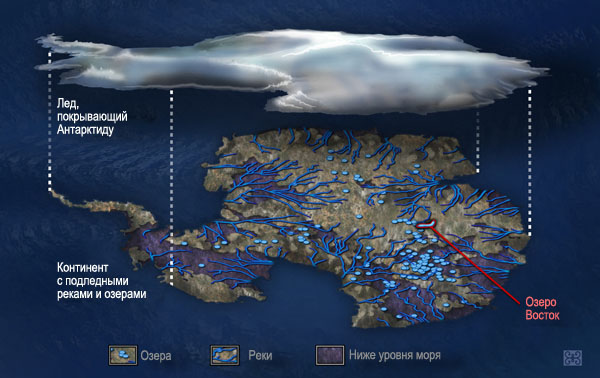 Лед,
покрывающий
Антарктиду
Континент
с подледными
реками и озерами
Озеро
Восток
Озера
Реки
Ниже уровня моря